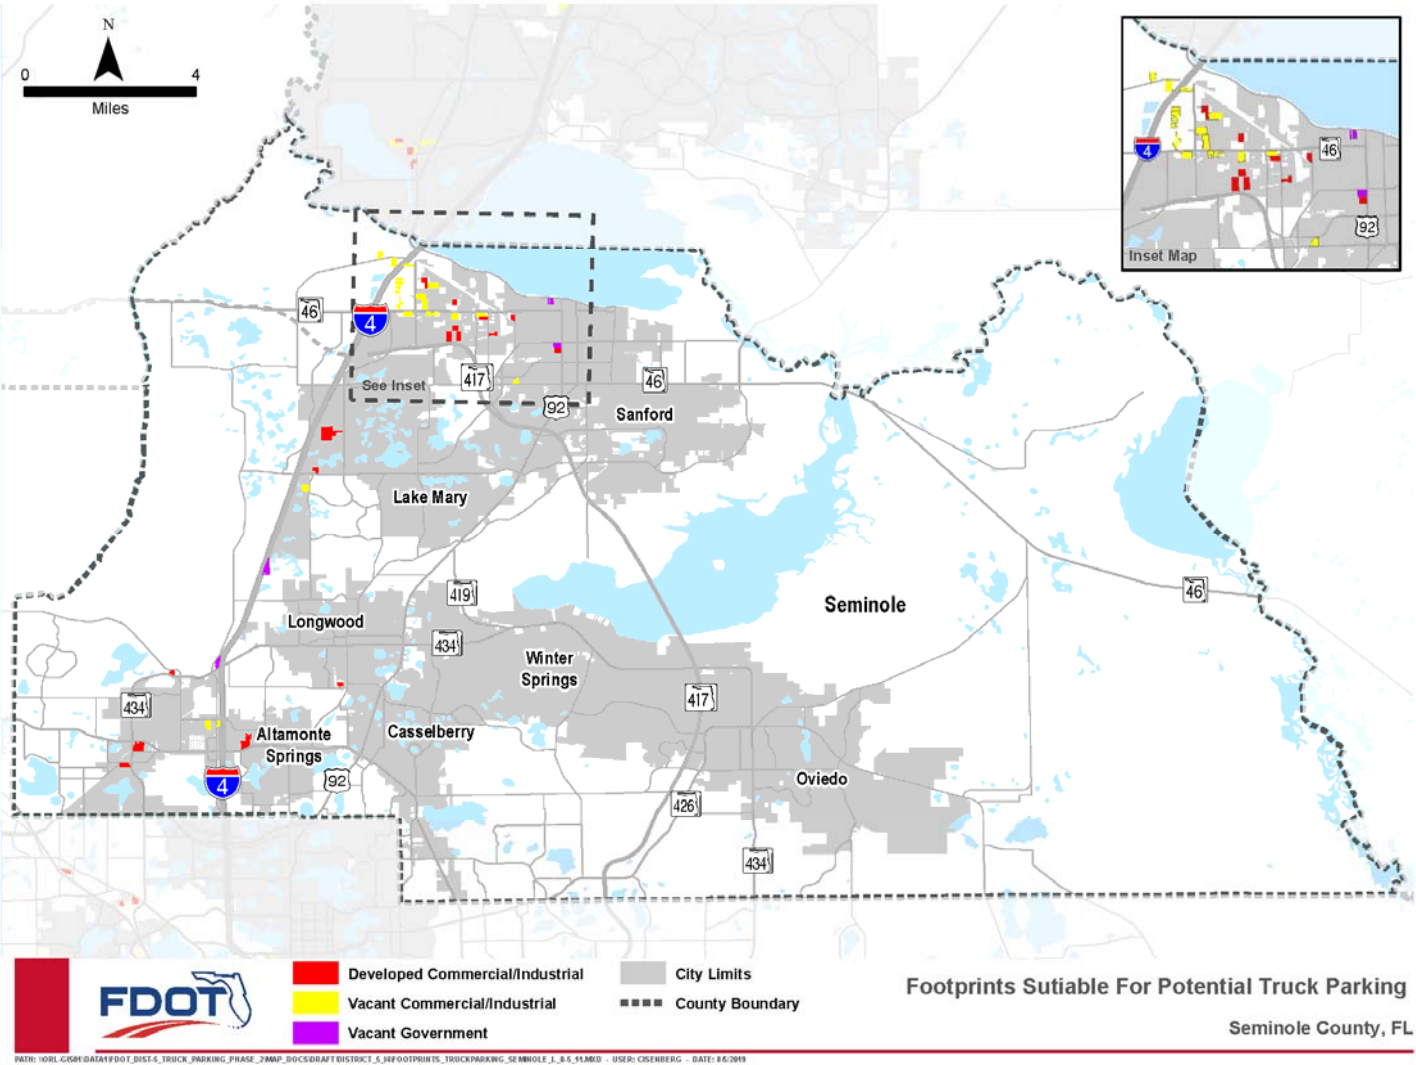 N
0 4
Miles
4
46
92
Inset Map
46
4
See Inset
417
46
92
Sanford
Lake Mary
419
Seminole
46
Longwood
434
Winter
Springs
417
434
Altamonte
Springs
Casselberry
4
92
Oviedo
426
434
FDOT
Developed Commercial/Industrial
Vacant Commercial/Industrial
Vacant Government
City Limits
County Boundary
Footprints Sutiable For Potential Truck Parking
Seminole County, FL